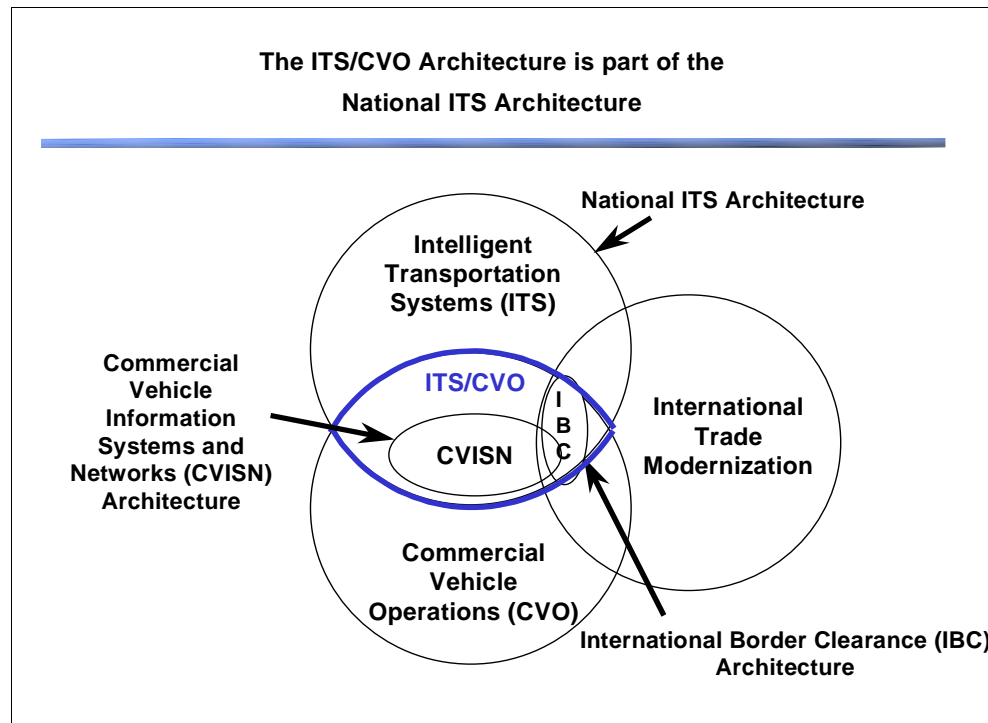 The ITS/CVO Architecture is part of the
National ITS Architecture
National ITS Architecture
Intelligent
Transportation
Systems (ITS)
Commercial
Vehicle
Information
Systems and
Networks (CVISN)
Architecture
ITS/CVO
I
B
C
CVISN
International
Trade
Modernization
Commercial
Vehicle
Operations (CVO)
International Border Clearance (IBC)
Architecture